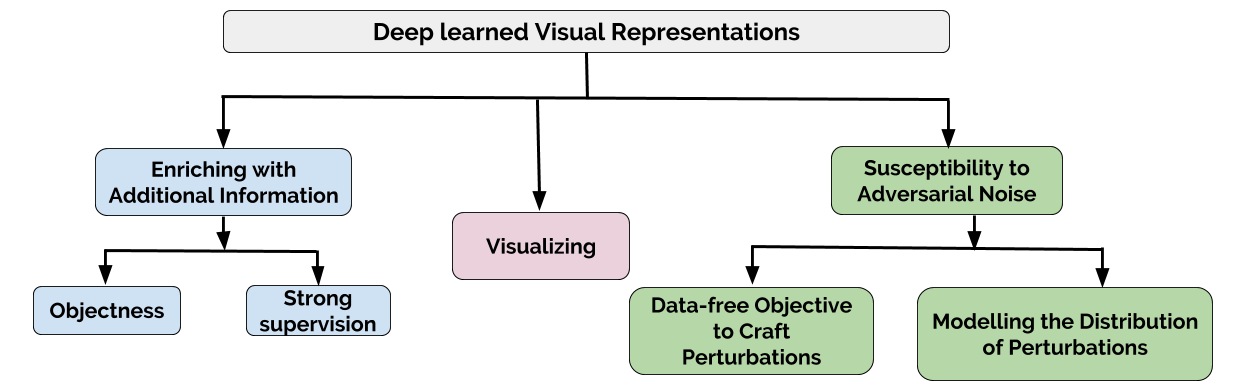 Deep learned Visual Representations
Enriching with
Additional Information
Susceptibility to
Adversarial Noise
Visualizing
Objectness
Strong
supervision
Data-free Objective
to Craft
Perturbations
Modelling the Distribution
of Perturbations